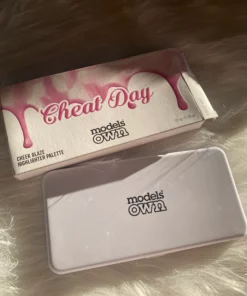 Cheat Day
models
own
CHEEK GLAZE
HIGHLIGHTER PALETTE
models
own